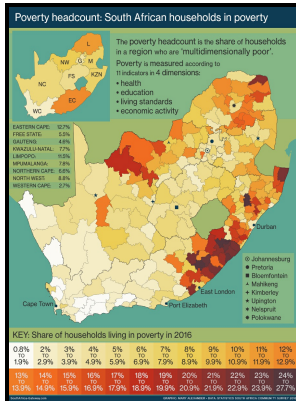 Poverty headcount: South African households in poverty
The poverty headcount is the share of households
in a region who are 'multidimensionally poor'.
Poverty is measured according to
11 indicators in 4 dimensions:
• health
• education
• living standards
• economic activity
L
NW
G
M
NC
FS
KZN
EC
WC
EASTERN CAPE: 12.7%
FREE STATE: 5.5%
GAUTENG: 4.6%
KWAZULU-NATAL: 7.7%
LIMPOPO: 11.5%
MPUMALANGA: 7.8%
NORTHERN CAPE: 6.6%
NORTH WEST: 8.8%
WESTERN CAPE: 2.7%
Durban
East London
Port Elizabeth
Cape Town
Johannesburg
Pretoria
Bloemfontein
Mahikeng
Kimberley
Upington
Nelspruit
Polokwane
KEY: Share of households living in poverty in 2016
0.8% TO 1.9%
2% TO 2.9%
3% TO 3.9%
4% TO 4.9%
5% TO 5.9%
6% TO 6.9%
7% TO 7.9%
8% TO 8.9%
9% TO 9.9%
10% TO 10.9%
11% TO 11.9%
12% TO 12.9%
13% TO 13.9%
14% TO 14.9%
15% TO 15.9%
16% TO 16.9%
17% TO 17.9%
18% TO 18.9%
19% TO 19.9%
20% TO 20.9%
21% TO 21.9%
22% TO 22.9%
23% TO 23.9%
24% TO 27.7%